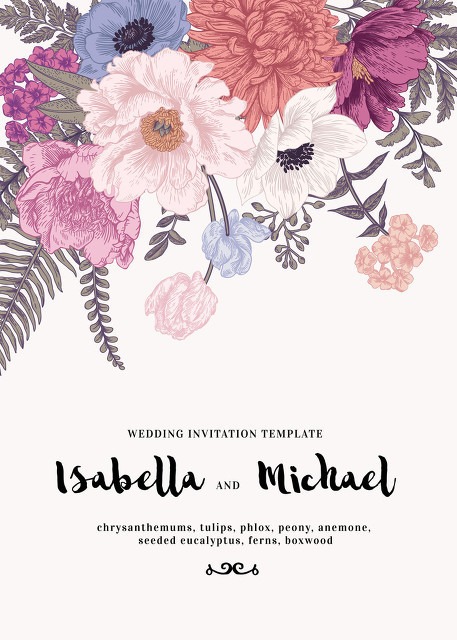 WEDDING INVITATION TEMPLATE
Isabella AND Michael
chrysanthemums, tulips, phlox, peony, anemone,
seeded eucalyptus, ferns, boxwood